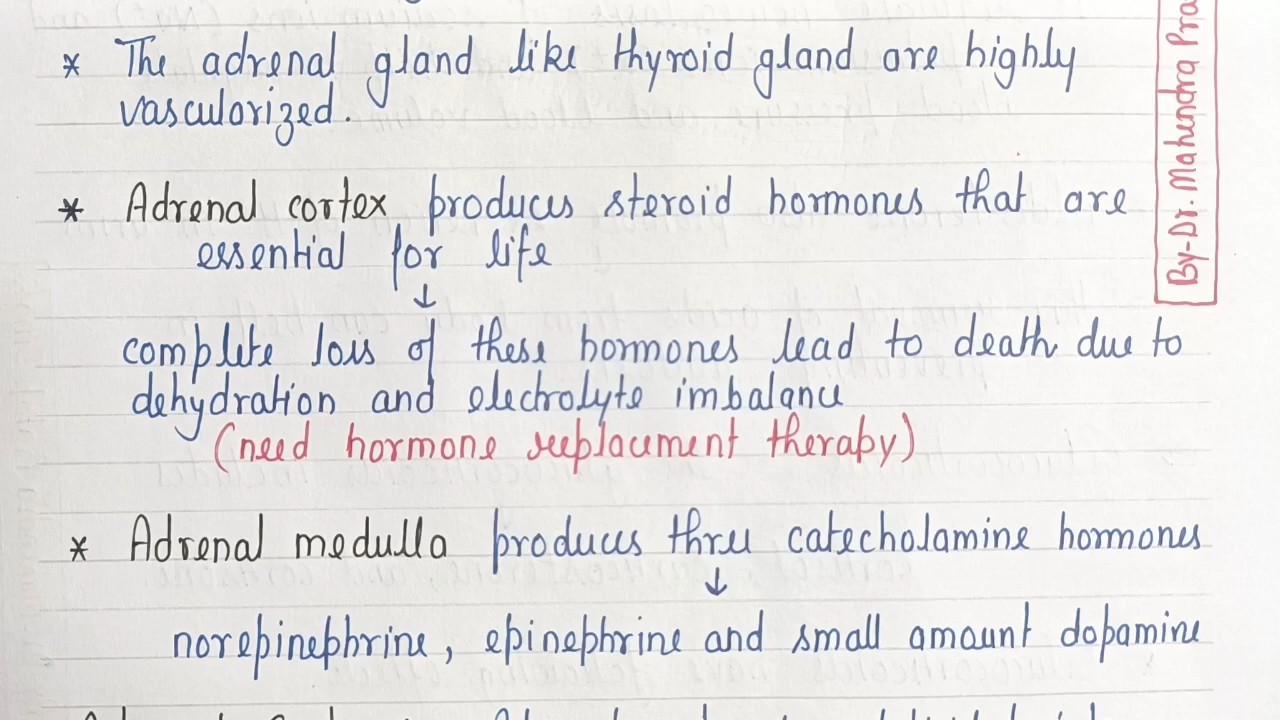 * The adrenal gland like thyroid gland are highly
vascularized.
* Adrenal cortex produces steroid hormones that are
essential for life
↓
complete loss of these hormones lead to death due to
dehydration and electrolyte imbalance
(need hormone reeplacement therapy)
* Adrenal medulla produces three catecholamine hormones
↓
norepinephrine, epinephrine and small amount dopamine
By-Dr. Mahendra Pra